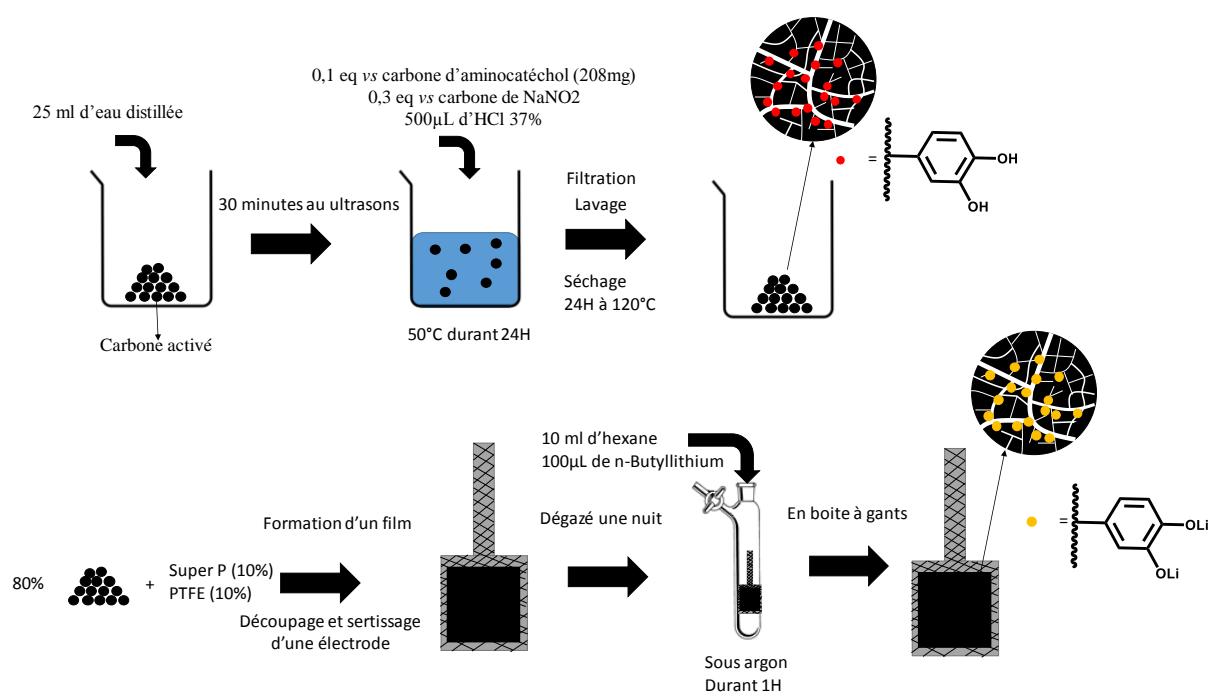 25 ml d'eau distillée
0,1 eq vs carbone d'aminocatéchol (208mg)
0,3 eq vs carbone de NaNO2
500µL d'HCl 37%
30 minutes au ultrasons
Carbone activé
50°C durant 24H
Filtration
Lavage
Séchage
24H à 120°C
=
OH
OH
80%
+
Super P (10%)
PTFE (10%)
Formation d'un film
Découpage et sertissage
d'une électrode
10 ml d'hexane
100µL de n-Butyllithium
Dégazé une nuit
Sous argon
Durant 1H
En boite à gants
=
OLi
OLi